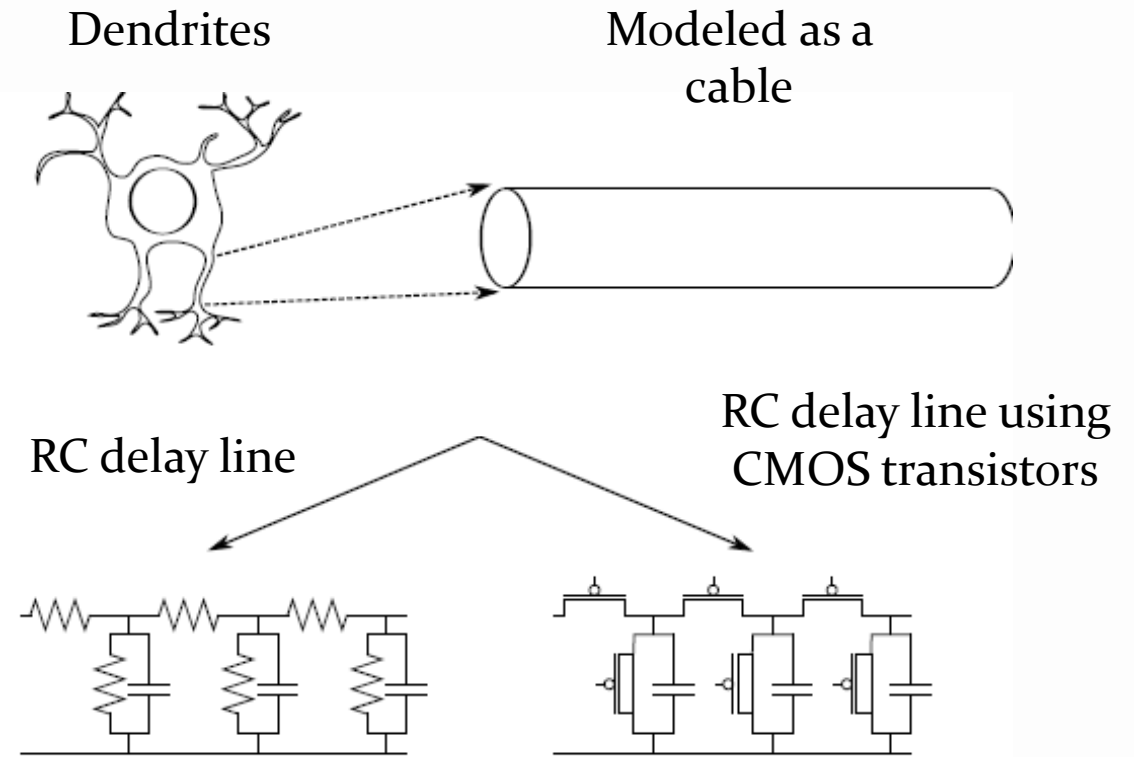 Dendrites
Modeled as a
cable
RC delay line
RC delay line using
CMOS transistors